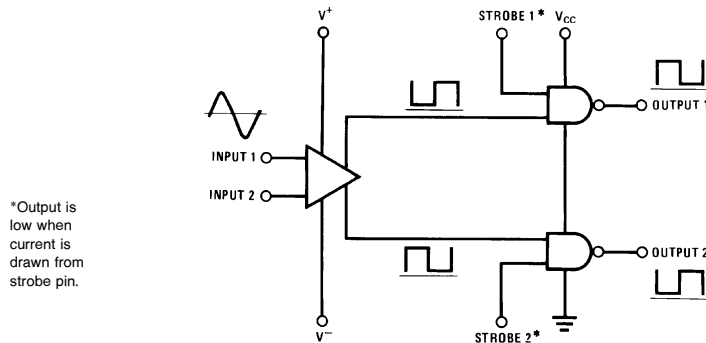 V+
STROBE 1*
VCC
OUTPUT 1
INPUT 1
INPUT 2
*Output is
low when
current is
drawn from
strobe pin.
OUTPUT 2
V−
STROBE 2*